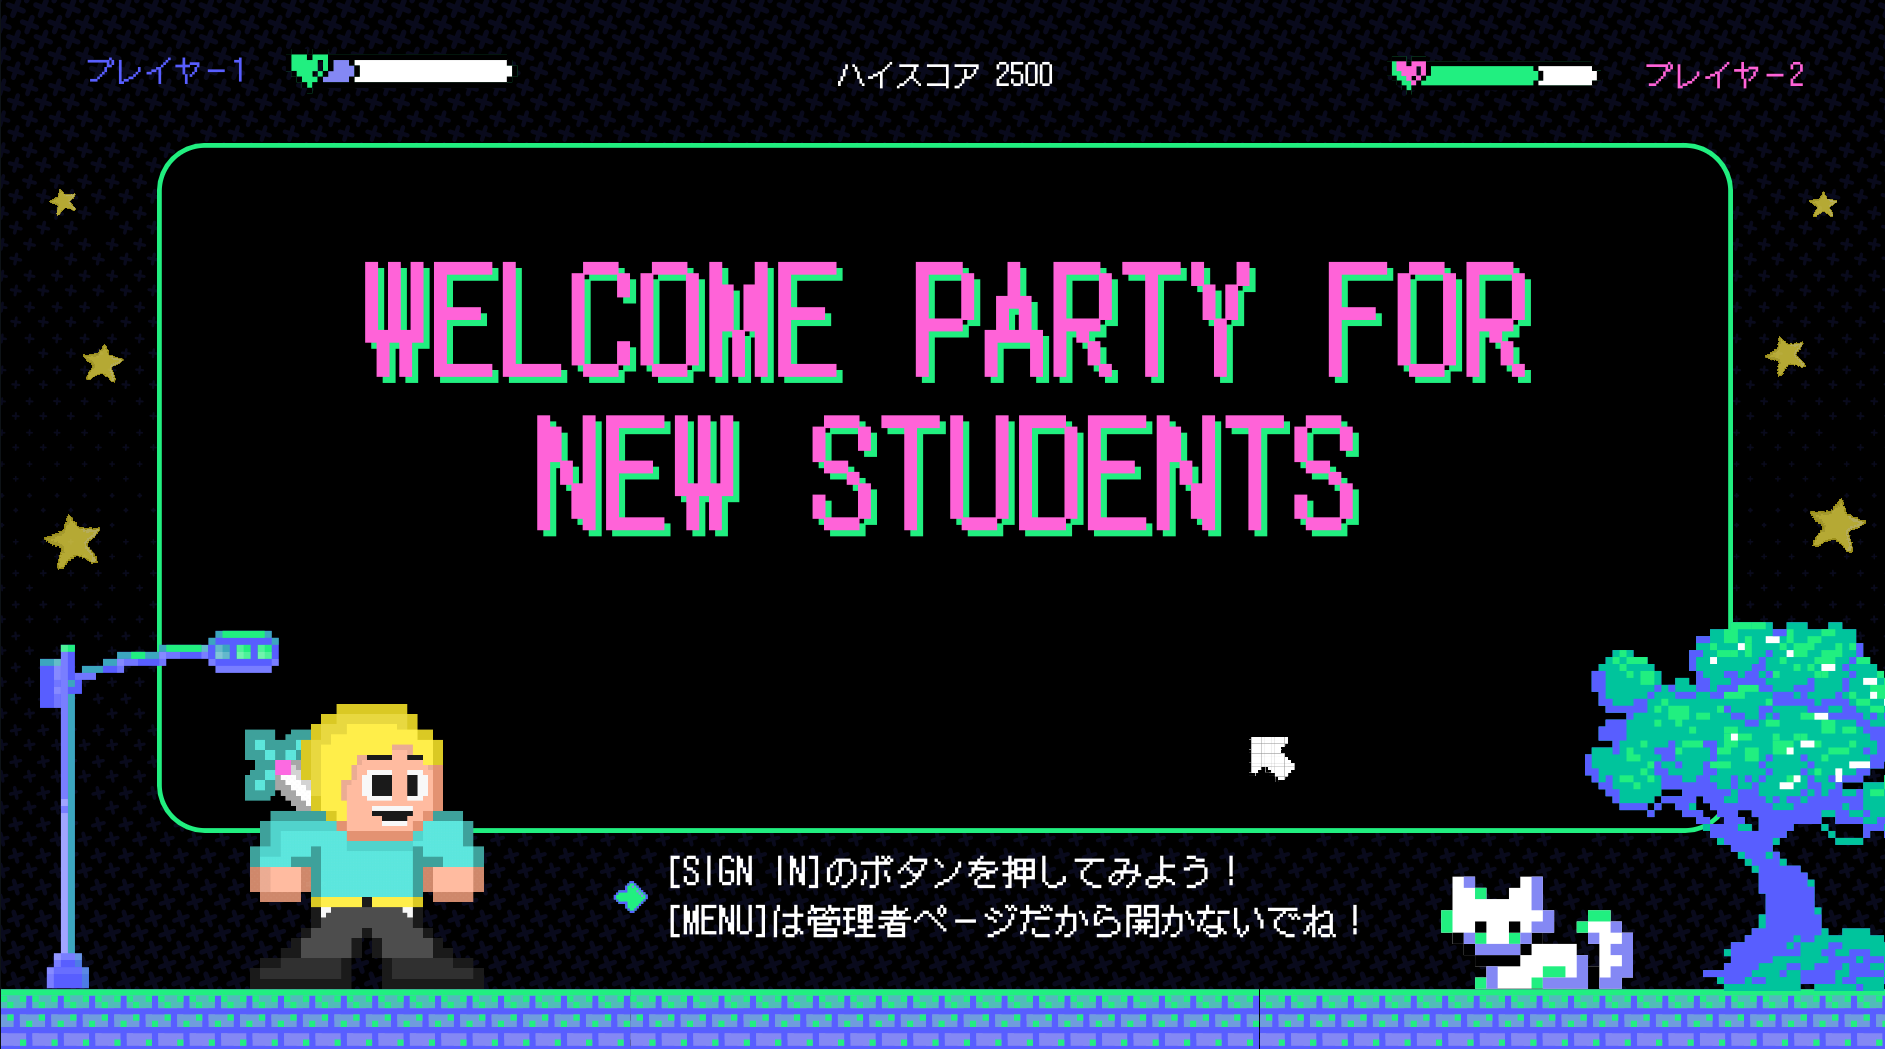 プレイヤー1
ハイスコア 2500
プレイヤー2
WELCOME PARTY FOR
NEW STUDENTS
[SIGN IN]のボタンを押してみよう！
[MENU]は管理者ページだから開かないでね！